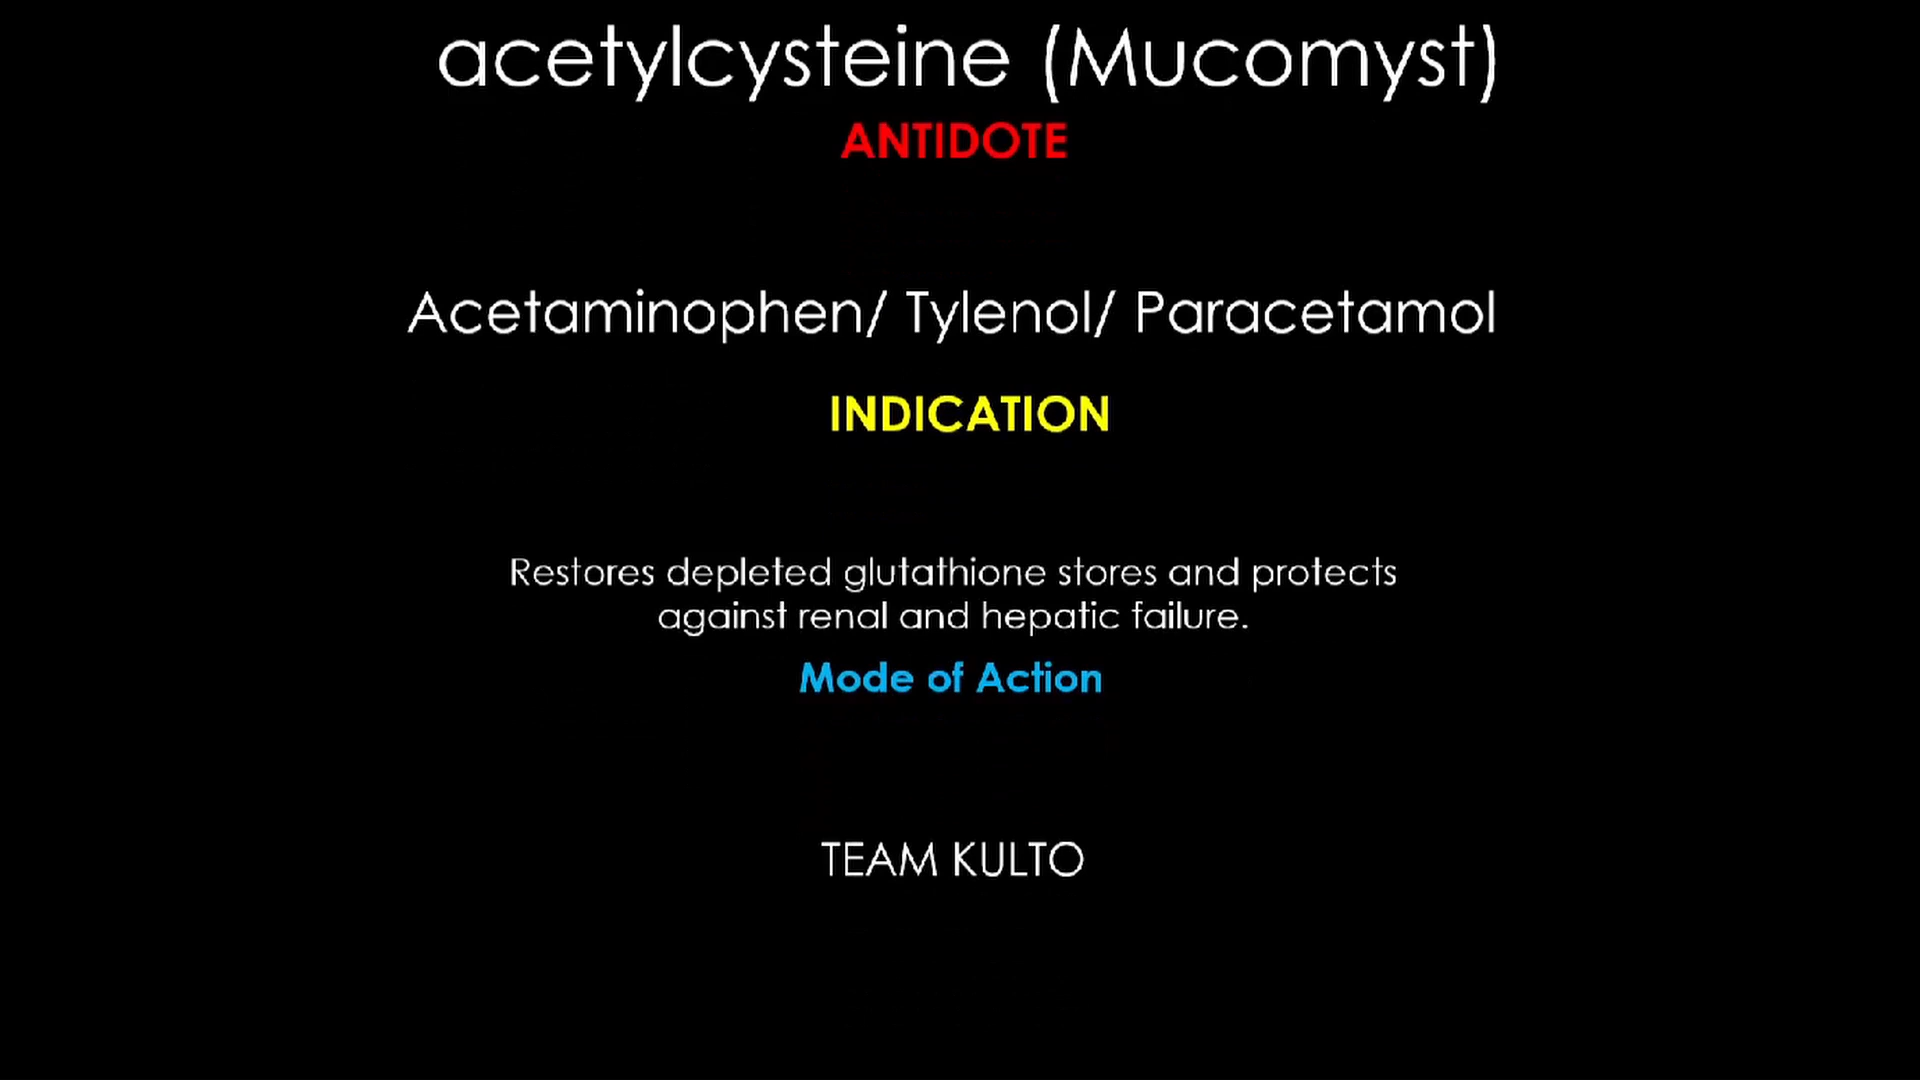 acetylcysteine (Mucomyst)
ANTIDOTE
Acetaminophen/ Tylenol/ Paracetamol
INDICATION
Restores depleted glutathione stores and protects
against renal and hepatic failure.
Mode of Action
TEAM KULTO